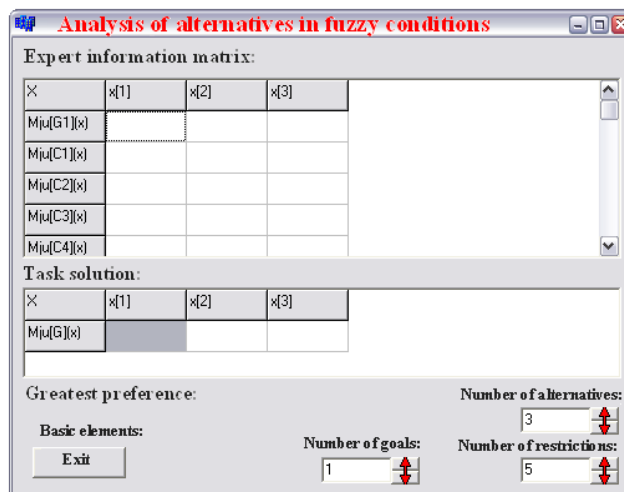 Analysis of alternatives in fuzzy conditions
Expert information matrix:
X x[1] x[2] x[3]
Mju[G1](x)
Mju[C1](x)
Mju[C2](x)
Mju[C3](x)
Mju[C4](x)
Task solution:
X x[1] x[2] x[3]
Mju[G](x)
Greatest preference:
Number of alternatives:
3
Basic elements:
Number of goals:
Number of restrictions:
Exit
1
5